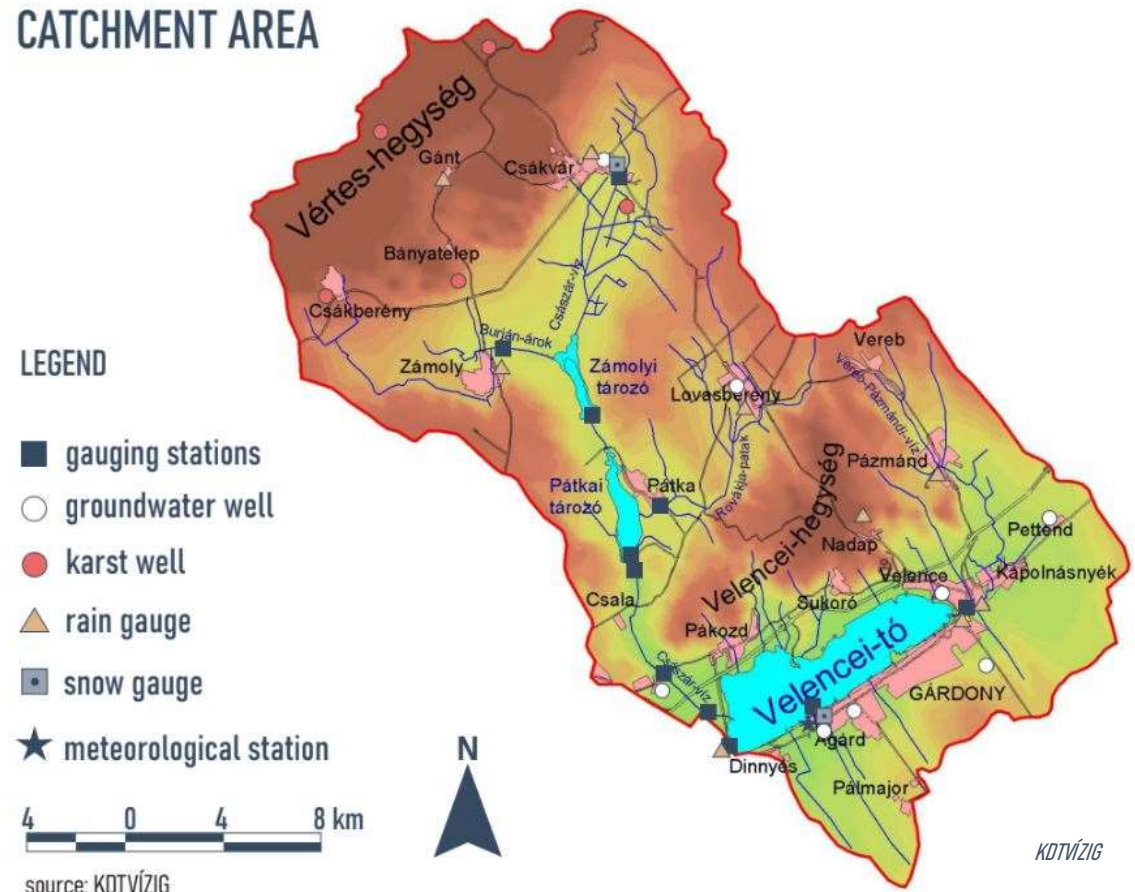 CATCHMENT AREA
Vértes-hegység
Gánt
Csákvár
Bányatelep
Csákberény
Császár-víz
Burján-árok
Zámoly
Zámolyi
tározó
Vereb
Vereb-Pázmándi-víz
Lovasberény
Pázmánd
Pátkai
tározó
Pátka
Rovákja-patak
Velencei-hegység
Nadap
Pettend
Kápolnásnyék
Velence
Sukoró
Csala
Pákozd
Császár-víz
Velencei-tó
GÁRDONY
Agárd
Dinnyés
Pálmajor
LEGEND
gauging stations
groundwater well
karst well
rain gauge
snow gauge
meteorological station
4 0 4 8 km
N
source: KDTVÍZIG
KDTVÍZIG